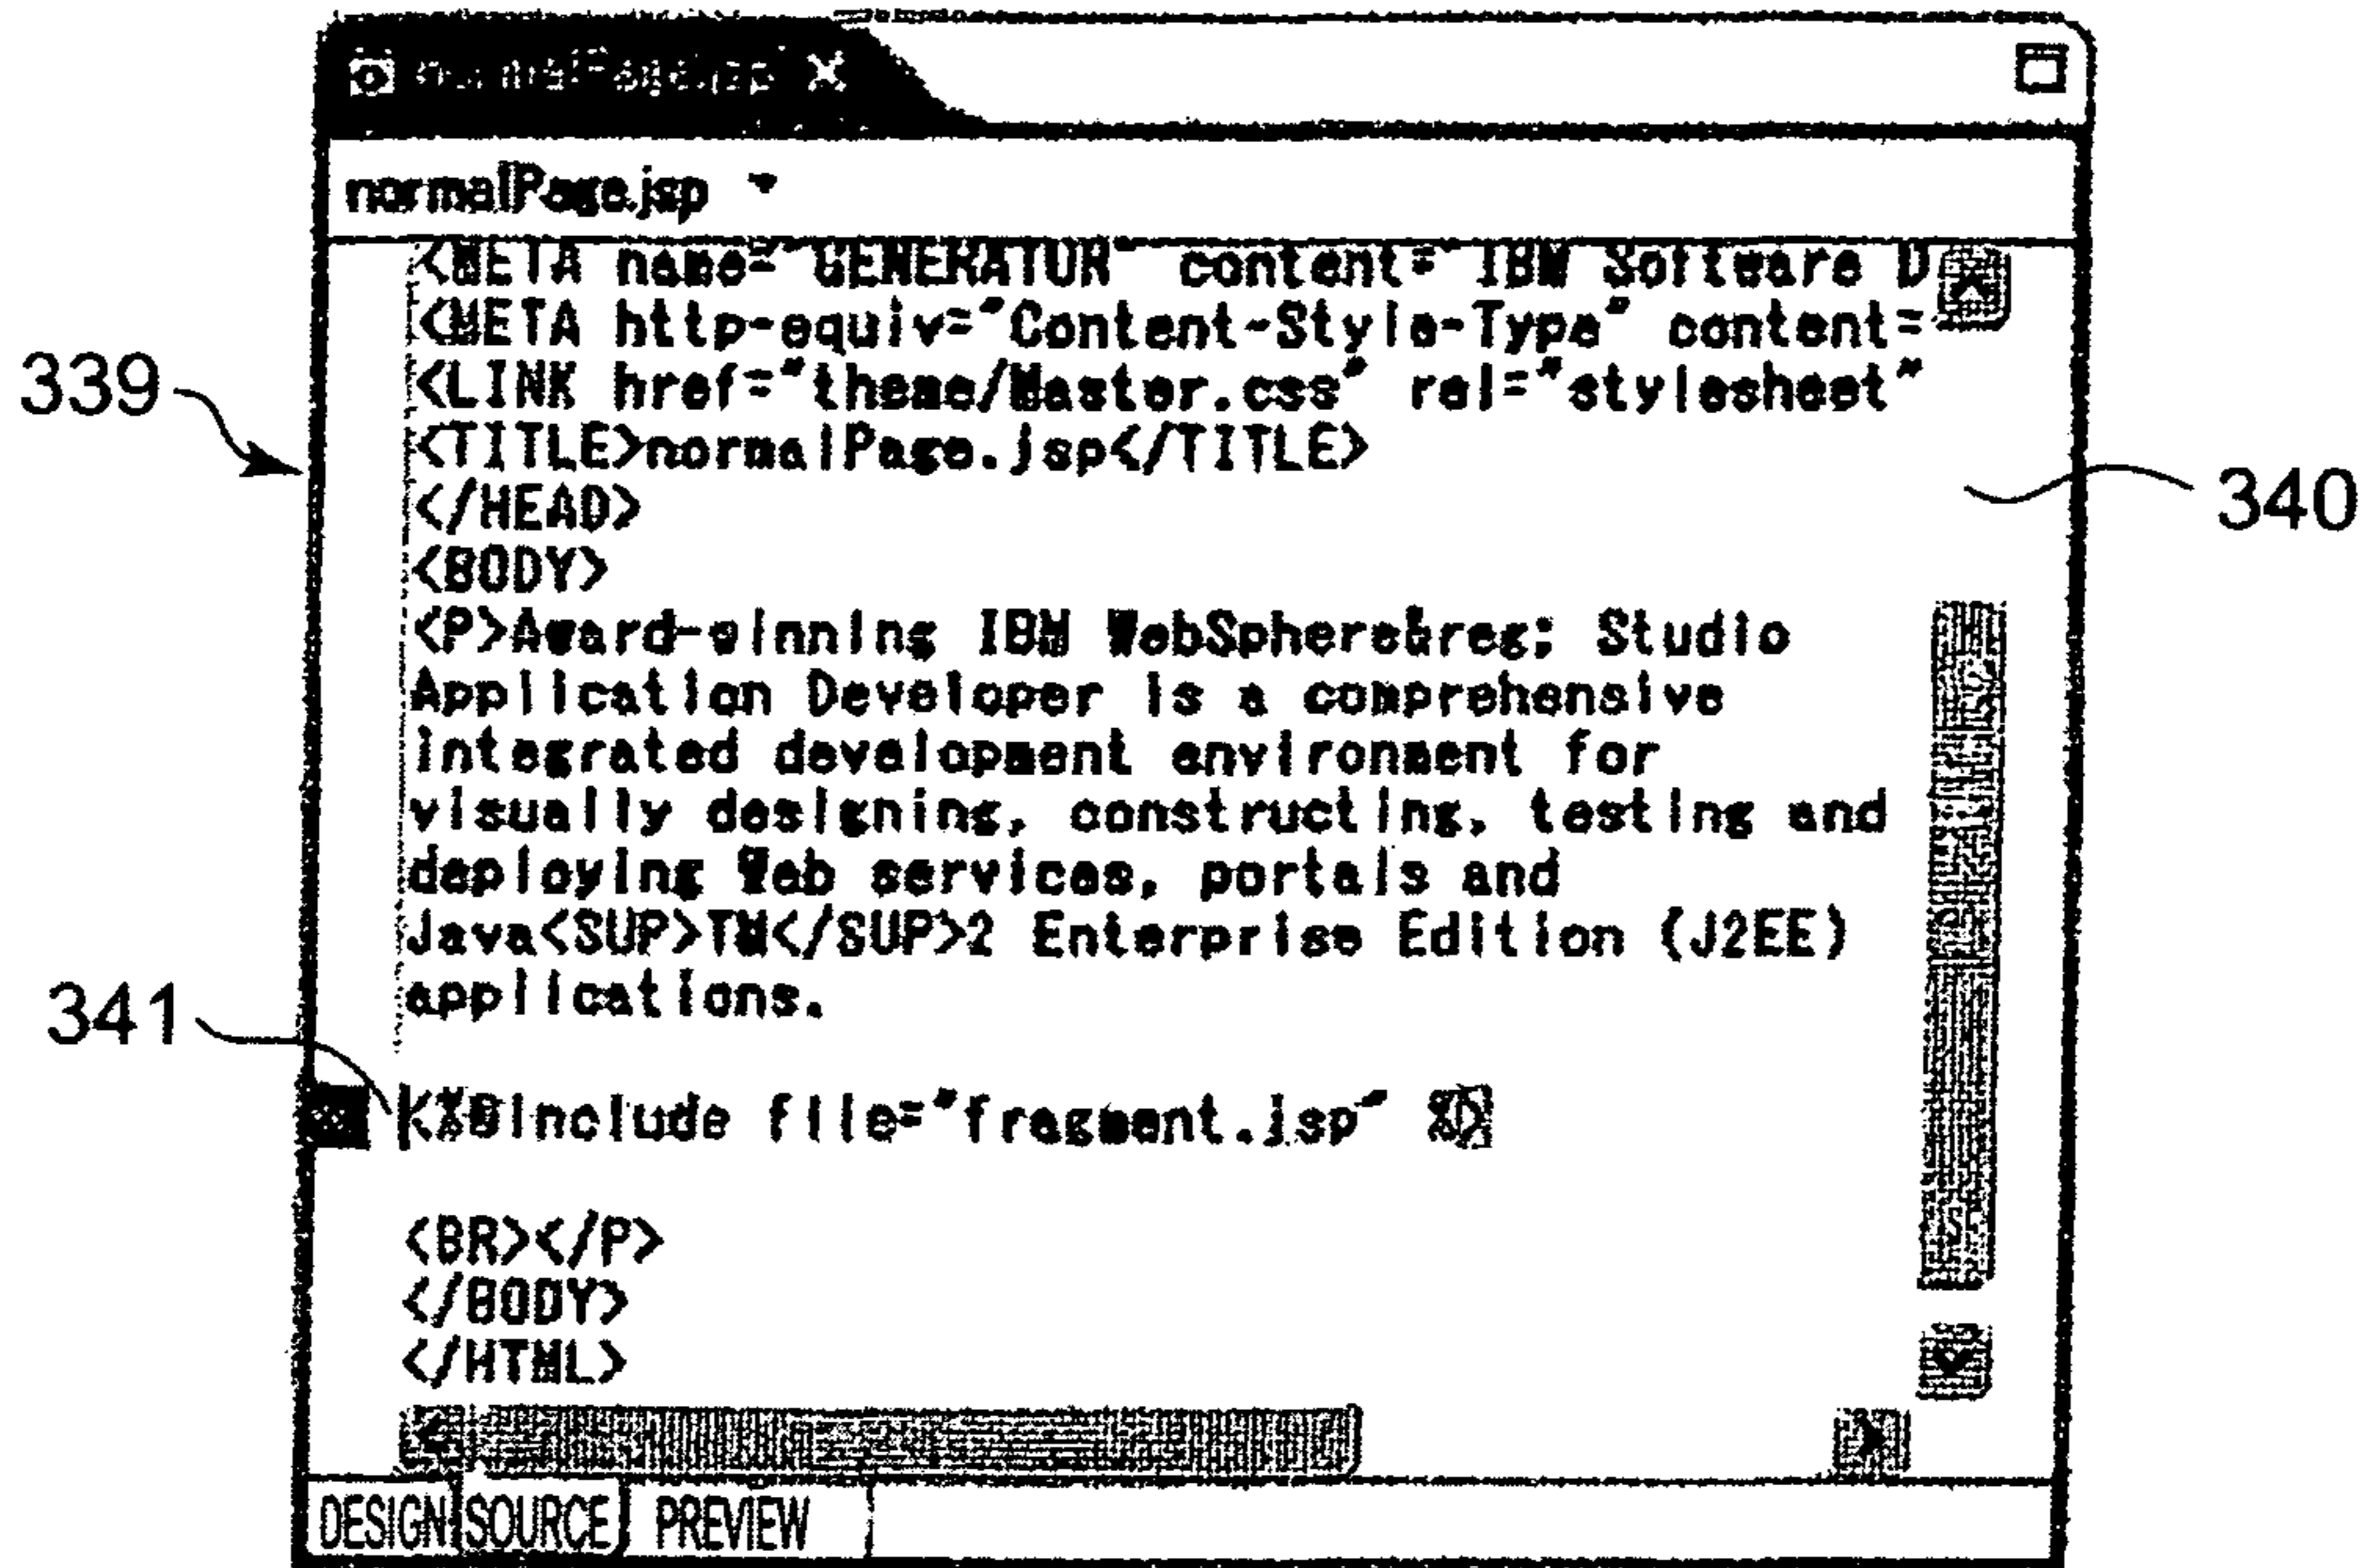 normalPage.jsp
normalPage.jsp
<META name="GENERATOR" content="IBM Software D
<META http-equiv="Content-Style-Type" content=
339
<LINK href="theme/Master.css" rel="stylesheet"
<TITLE>normalPage.jsp</TITLE>
</HEAD>
340
<BODY>
<P>Award-winning IBM WebSphere&reg; Studio
Application Developer is a comprehensive
integrated development environment for
visually designing, constructing, testing and
deploying Web services, portals and
Java<SUP>TM</SUP>2 Enterprise Edition (J2EE)
applications.
341
<%@include file="fragment.jsp" %>
<BR></P>
</BODY>
</HTML>
DESIGN SOURCE PREVIEW